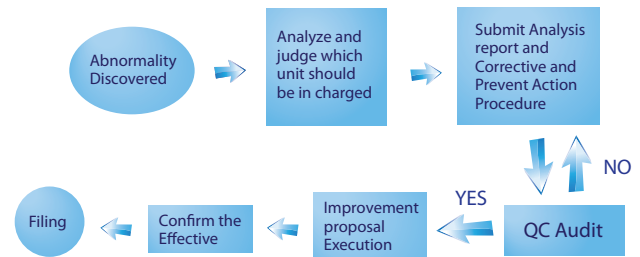 Abnormality
Discovered
Analyze and
judge which
unit should
be in charged
Submit Analysis
report and
Corrective and
Prevent Action
Procedure
NO
QC Audit
YES
Improvement
proposal
Execution
Confirm the
Effective
Filing